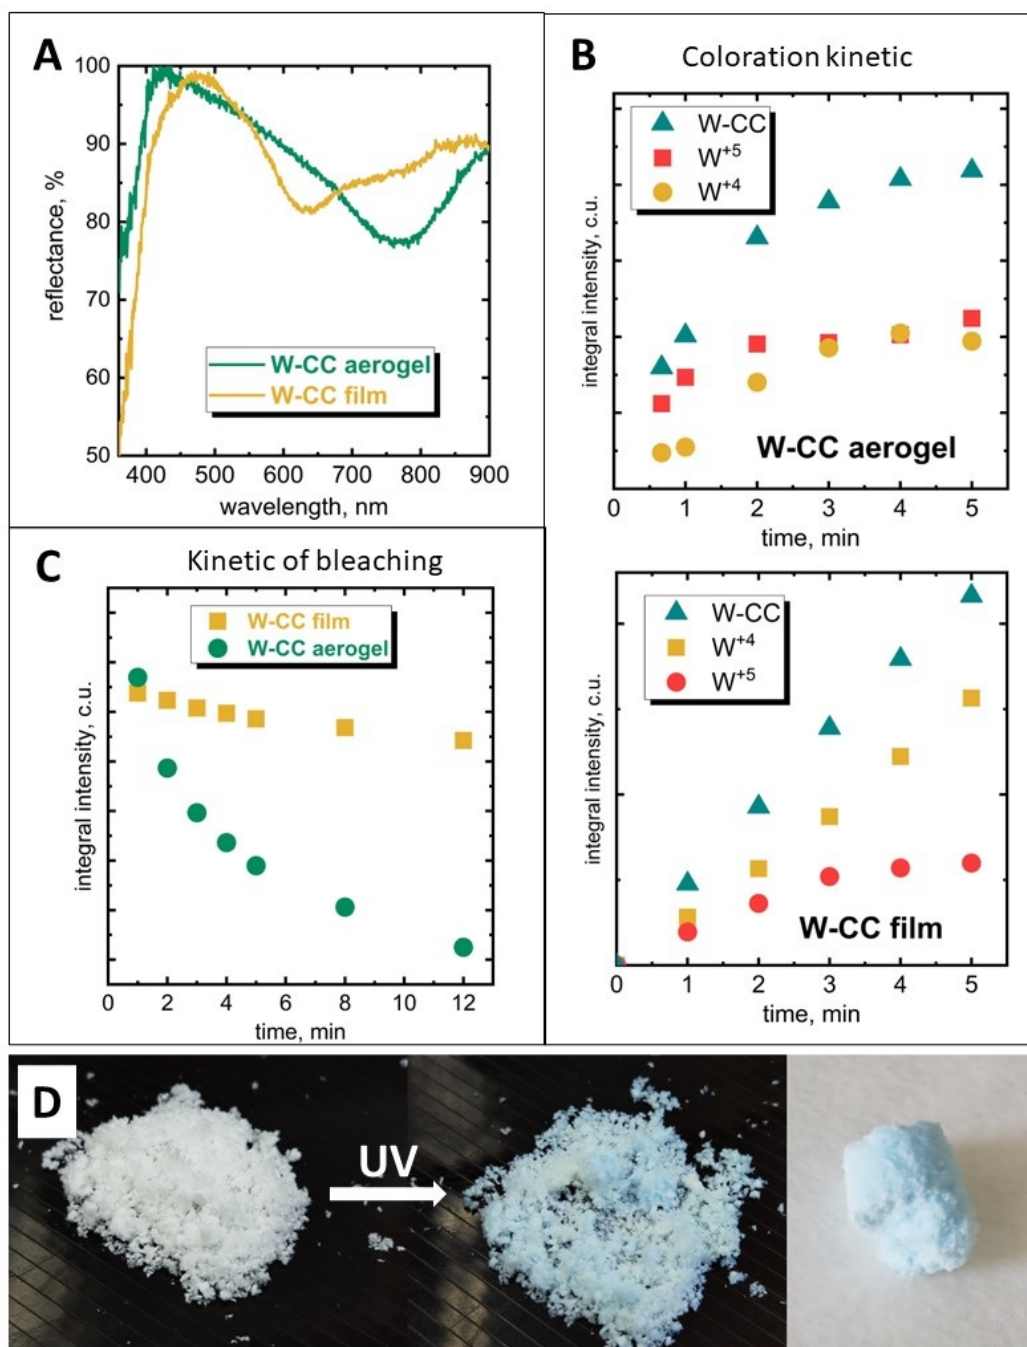 A
100
90
80
70
60
50
reflectance, %
W-CC aerogel
W-CC film
400 500 600 700 800 900
wavelength, nm
B
Coloration kinetic
W-CC
W+5
W+4
integral intensity, c.u.
W-CC aerogel
0 1 2 3 4 5
time, min
W-CC
W+4
W+5
integral intensity, c.u.
W-CC film
0 1 2 3 4 5
time, min
C
Kinetic of bleaching
W-CC film
W-CC aerogel
integral intensity, c.u.
0 2 4 6 8 10 12
time, min
D
UV